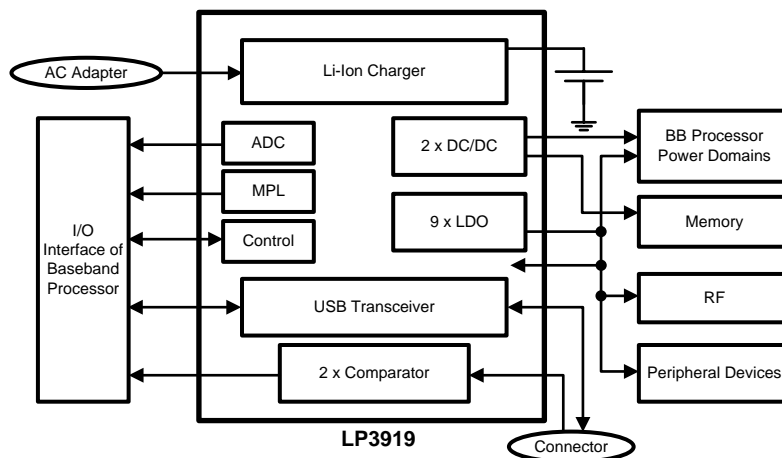 AC Adapter
Li-Ion Charger
I/O
Interface of
Baseband
Processor
ADC
MPL
Control
2 x DC/DC
9 x LDO
USB Transceiver
2 x Comparator
BB Processor
Power Domains
Memory
RF
Peripheral Devices
LP3919
Connector